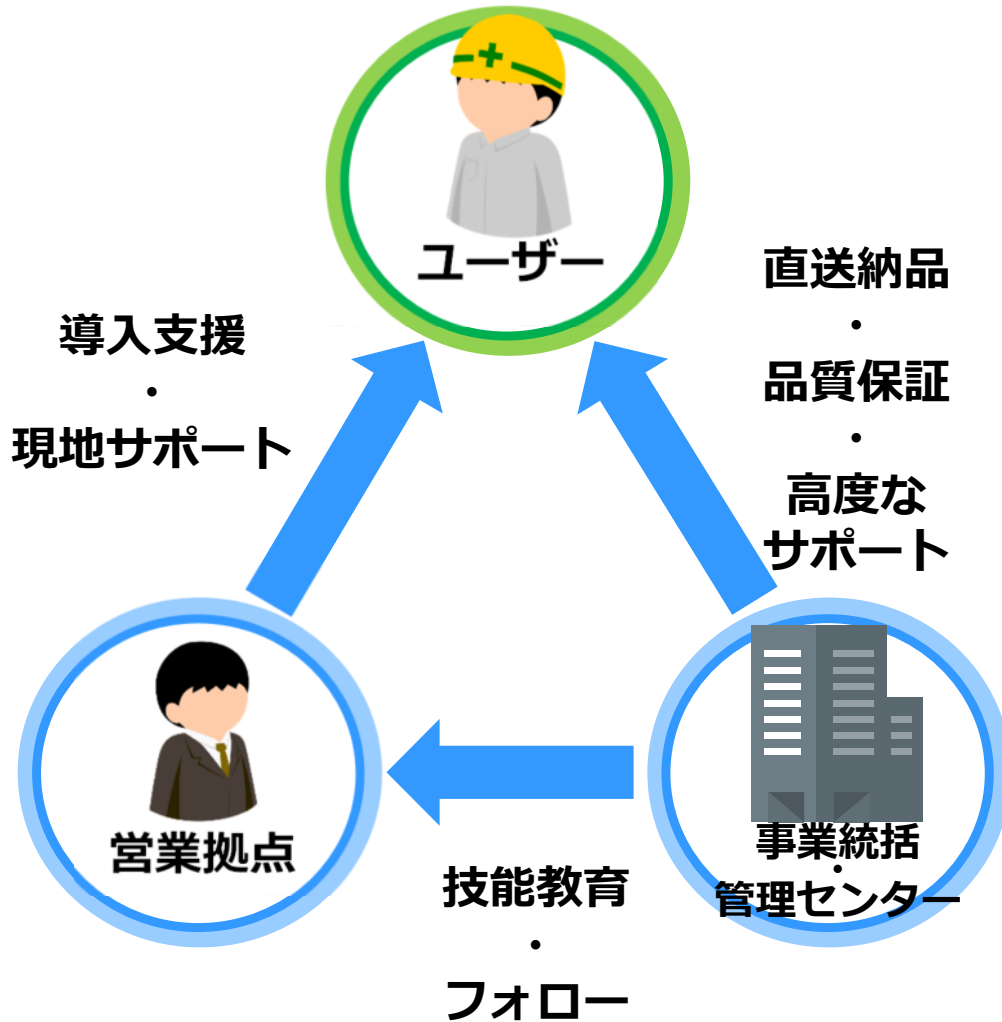 ユーザー
導入支援
・
現地サポート
直送納品
・
品質保証
・
高度な
サポート
営業拠点
技能教育
・
フォロー
事業統括
・
管理センター